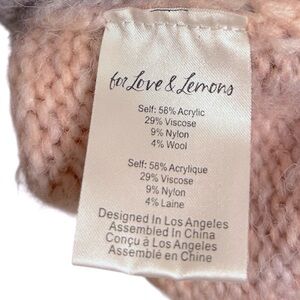 for Love & Lemons
Self: 58% Acrylic
29% Viscose
9% Nylon
4% Wool
Self: 58% Acrylique
29% Viscose
9% Nylon
4% Laine
Designed In Los Angeles
Assembled In China
Conçu à Los Angeles
Assemblé en Chine